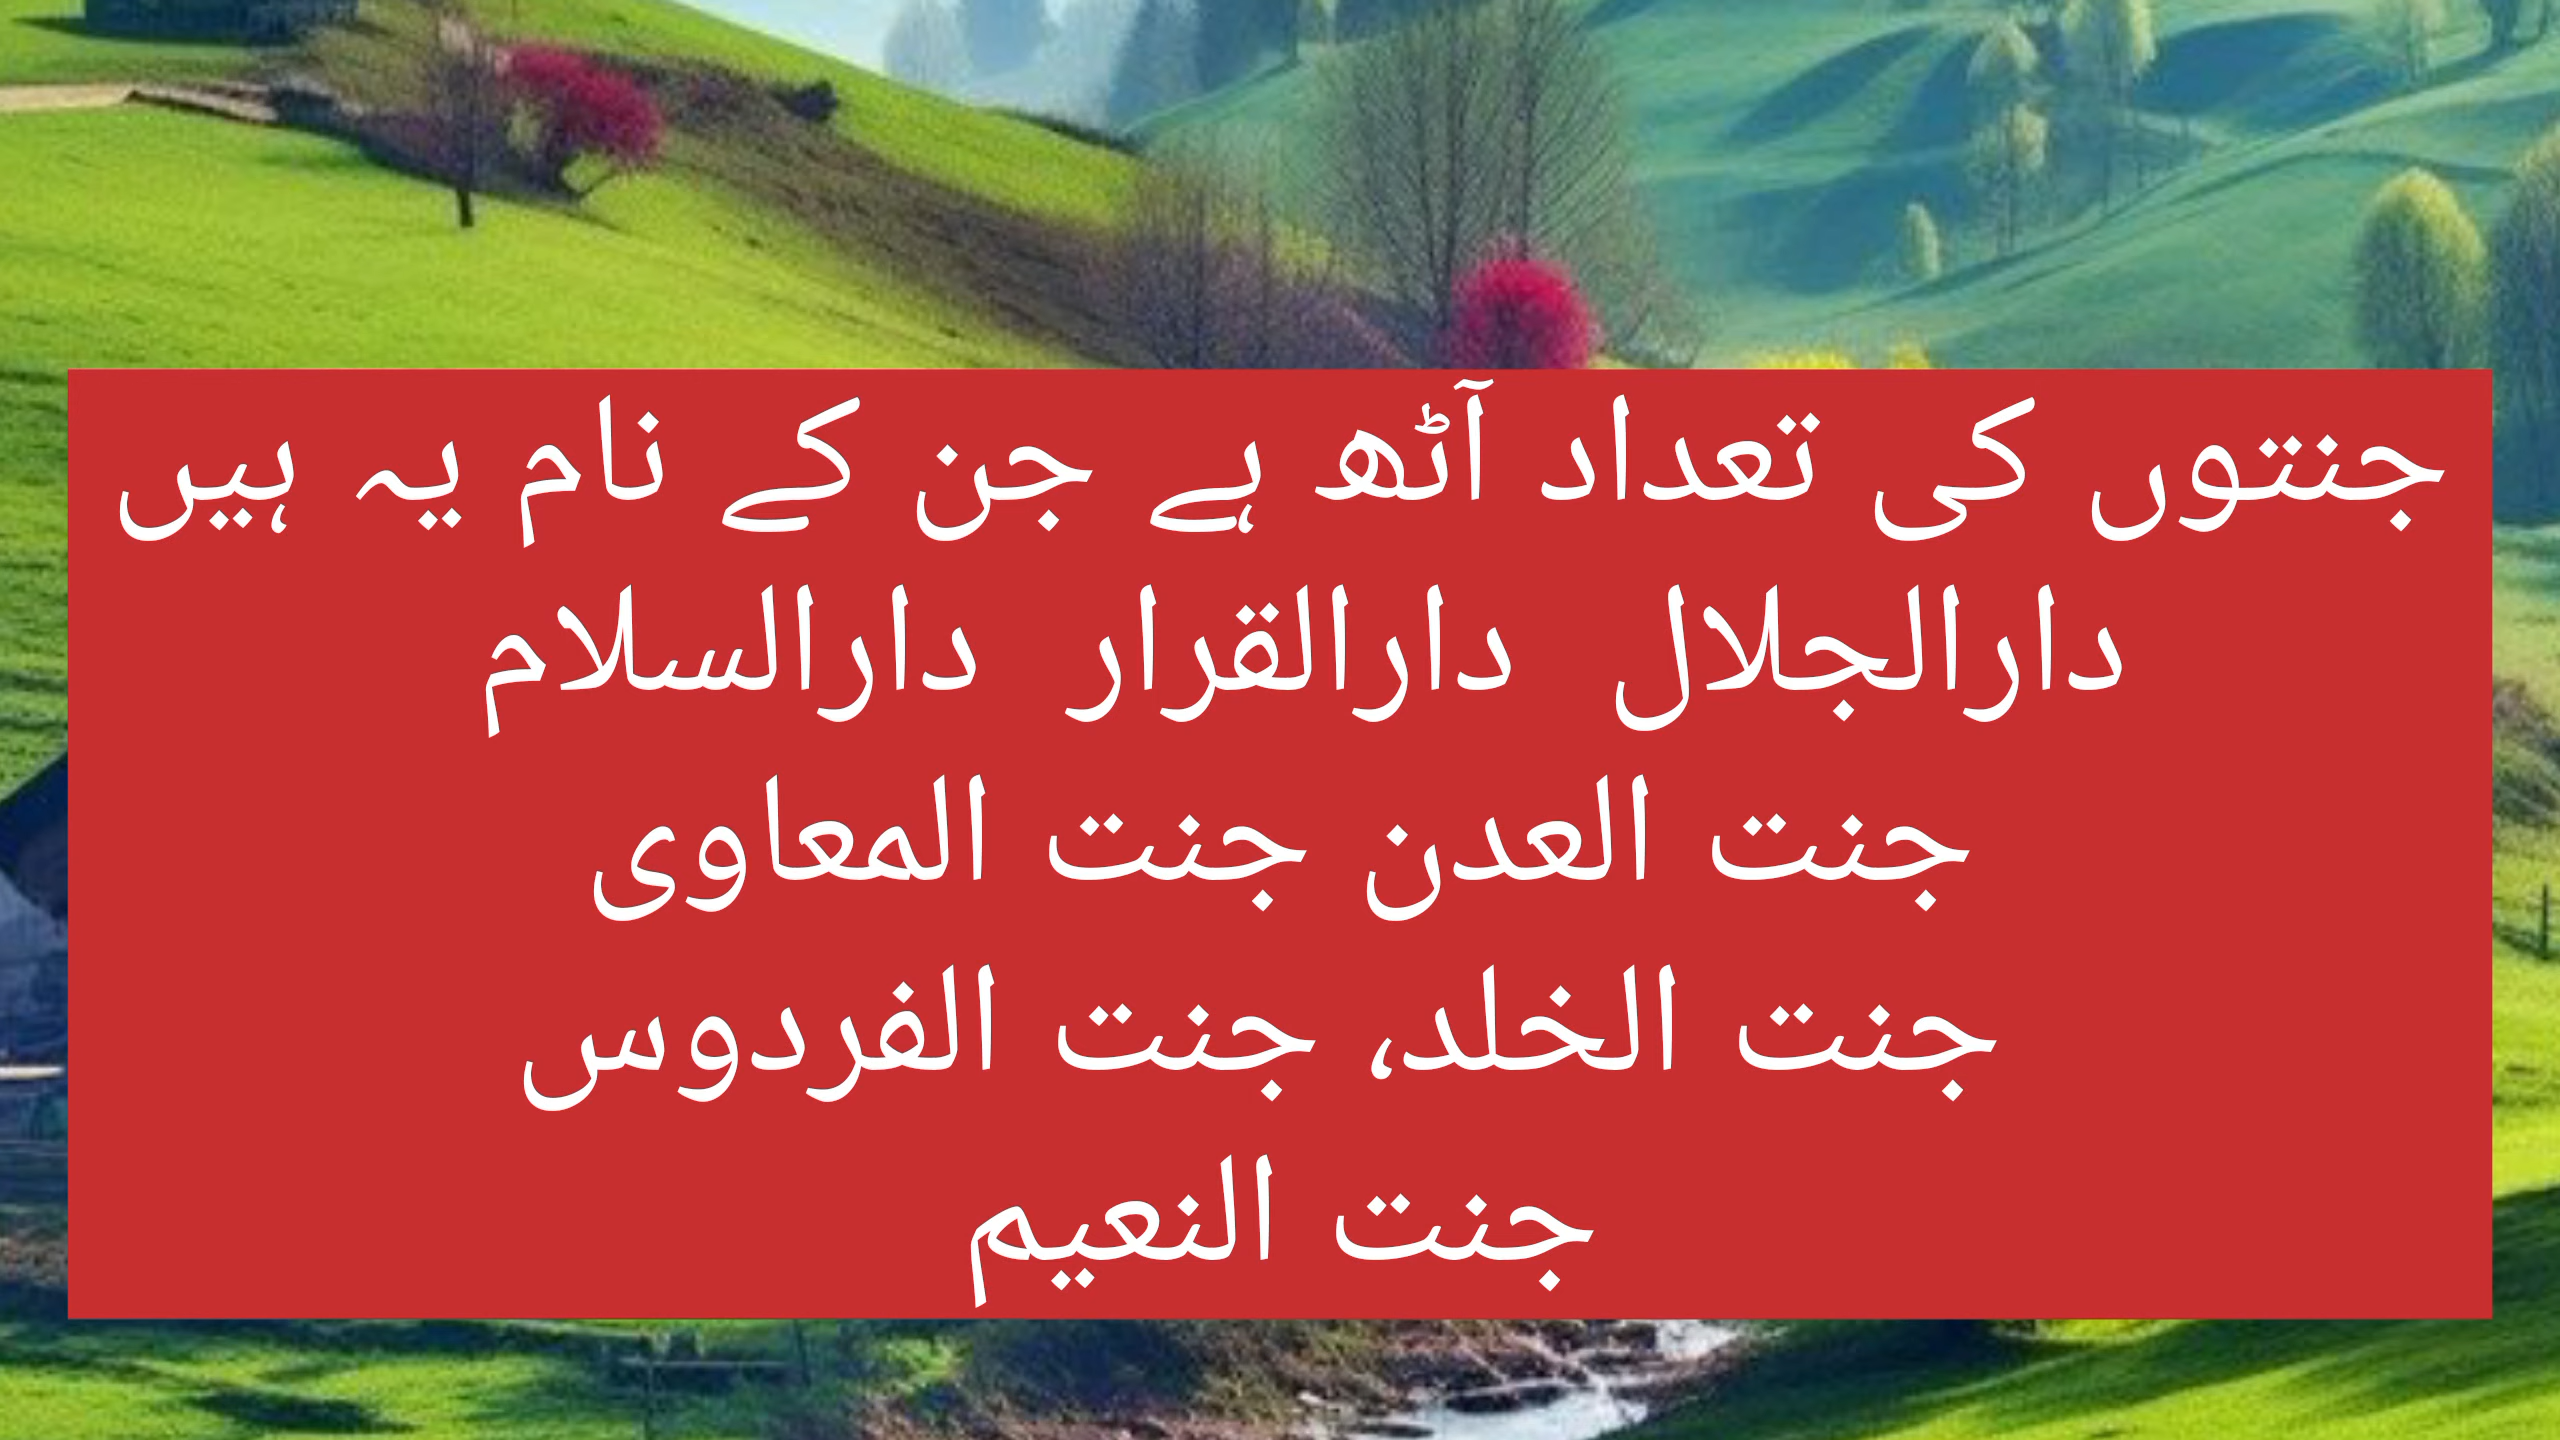 جنتوں کی تعداد آٹھ ہے جن کے نام یہ ہیں
دارالجلال دارالقرار دارالسلام
جنت العدن جنت المعاوی
جنت الخلد، جنت الفردوس
جنت النعیم